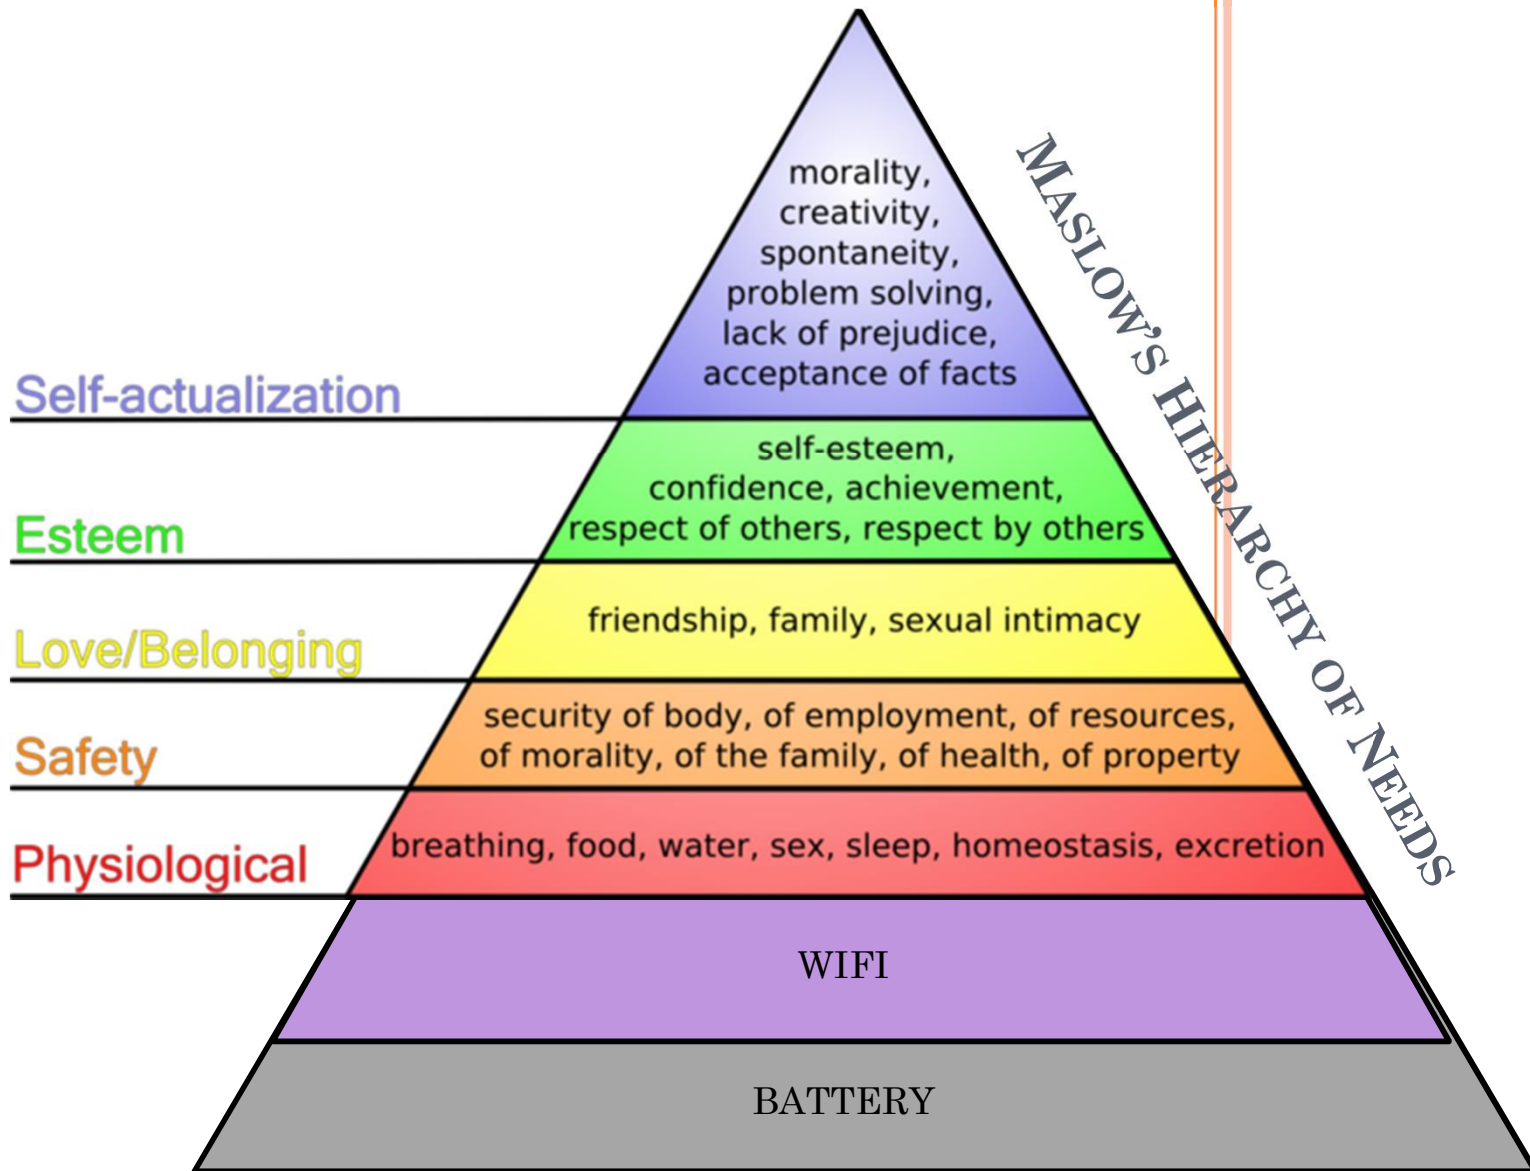 MASLOW'S HIERARCHY OF NEEDS
morality,
creativity,
spontaneity,
problem solving,
lack of prejudice,
acceptance of facts
Self-actualization
self-esteem,
confidence, achievement,
respect of others, respect by others
Esteem
friendship, family, sexual intimacy
Love/Belonging
security of body, of employment, of resources,
of morality, of the family, of health, of property
Safety
breathing, food, water, sex, sleep, homeostasis, excretion
Physiological
WIFI
BATTERY